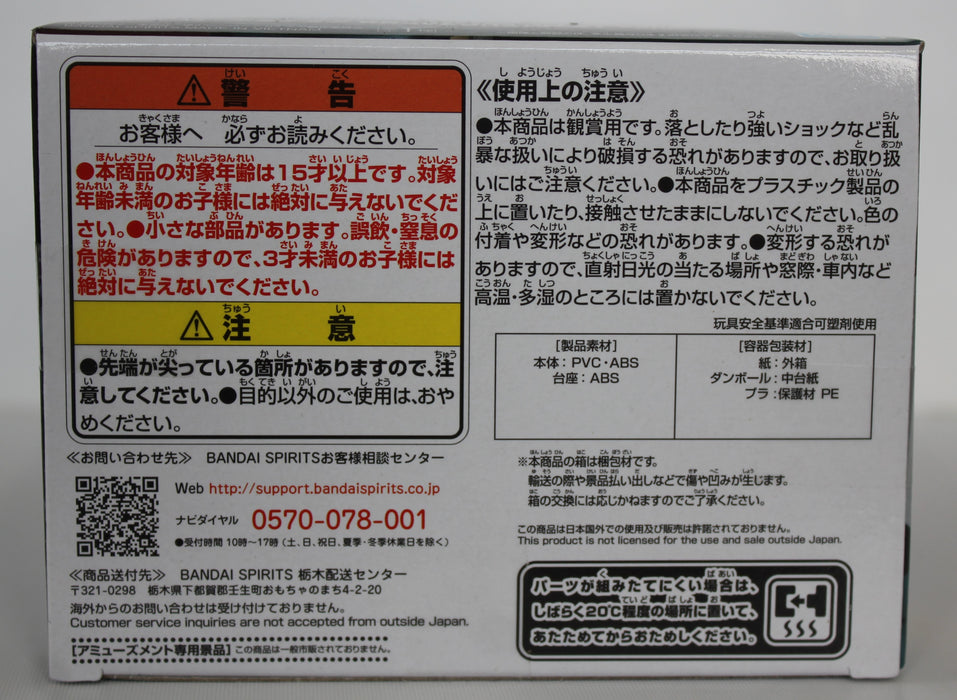 警告
お客様へ 必ずお読みください。
●本商品の対象年齢は15才以上です。対象
年齢未満のお子様には絶対に与えないでくだ
さい。●小さな部品があります。誤飲・窒息の
危険がありますので、3才未満のお子様には
絶対に与えないでください。
注意
●先端が尖っている箇所がありますので、注
意してください。●目的以外のご使用は、おや
めください。
≪お問い合わせ先≫ BANDAI SPIRITSお客様相談センター
Web http://support.bandaispirits.co.jp
ナビダイヤル 0570-078-001
●受付時間 10時〜17時(土、日、祝日、夏季・冬季休業日を除く)
≪商品送付先≫ BANDAI SPIRITS 栃木配送センター
〒321-0298 栃木県下都賀郡壬生町おもちゃのまち4-2-20
海外からのお問い合わせは受け付けておりません。
Customer service inquiries are not accepted from outside Japan.
[アミューズメント専用景品] この商品は一般市販されておりません。
≪使用上の注意≫
●本商品は観賞用です。落としたり強いショックなど乱
暴な扱いにより破損する恐れがありますので、お取り扱
いにはご注意ください。●本商品をプラスチック製品の
上に置いたり、接触させたままにしないでください。色の
付着や変形などの恐れがあります。●変形する恐れが
ありますので、直射日光の当たる場所や窓際・車内など
高温・多湿のところには置かないでください。
玩具安全基準適合可塑剤使用
[製品素材]
本体：PVC・ABS
台座：ABS
[容器包装材]
紙：外箱
ダンボール：中台紙
プラ：保護材 PE
※本商品の箱は梱包材です。
輸送の際や景品払い出しなどで傷や凹みが生じます。
箱の交換には応じかねますのでご了承ください。
この商品は日本国外での使用及び販売は許諾されておりません。
This product is not licensed for the use and sale outside Japan.
パーツが組みたてにくい場合は、
しばらく20℃程度の場所に置いて、
あたためてからおためしください。